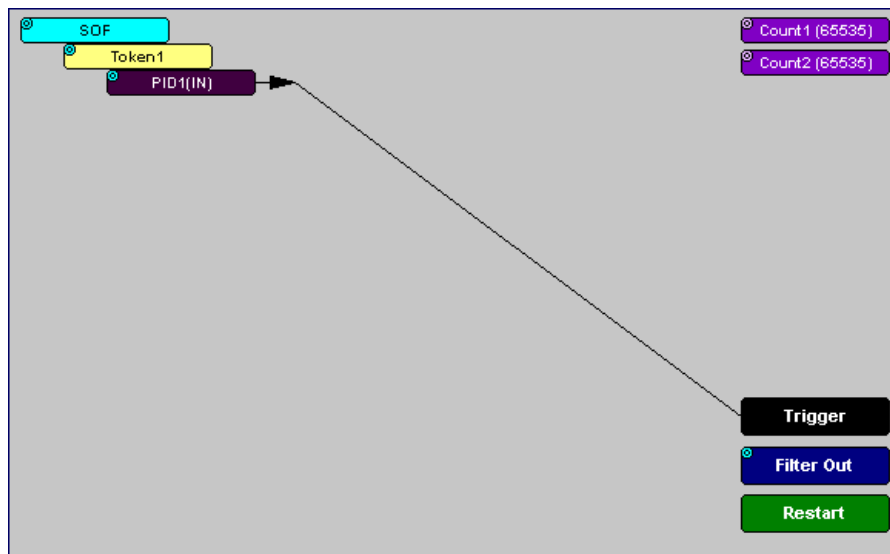 SOF
Token1
PID1(IN)
Count1 (65535)
Count2 (65535)
Trigger
Filter Out
Restart